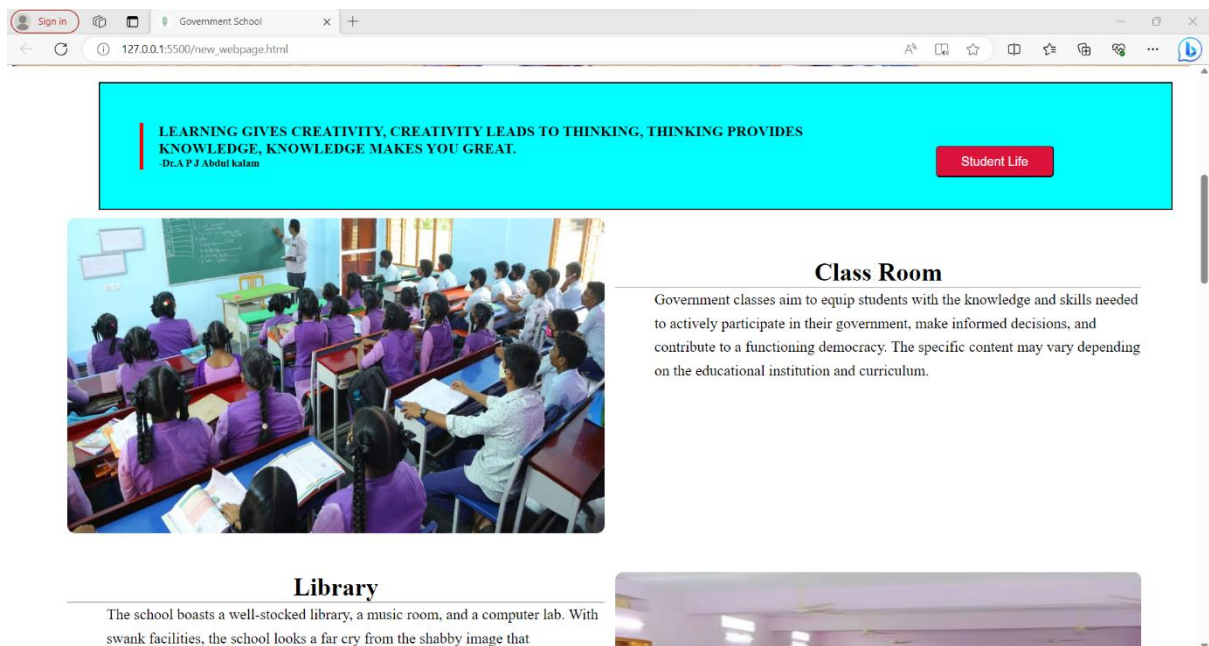 Sign in
Government School
127.0.0.1:5500/new_webpage.html
LEARNING GIVES CREATIVITY, CREATIVITY LEADS TO THINKING, THINKING PROVIDES
KNOWLEDGE, KNOWLEDGE MAKES YOU GREAT.
-Dr.A P J Abdul kalam
Student Life
Class Room
Government classes aim to equip students with the knowledge and skills needed
to actively participate in their government, make informed decisions, and
contribute to a functioning democracy. The specific content may vary depending
on the educational institution and curriculum.
Library
The school boasts a well-stocked library, a music room, and a computer lab. With
swank facilities, the school looks a far cry from the shabby image that